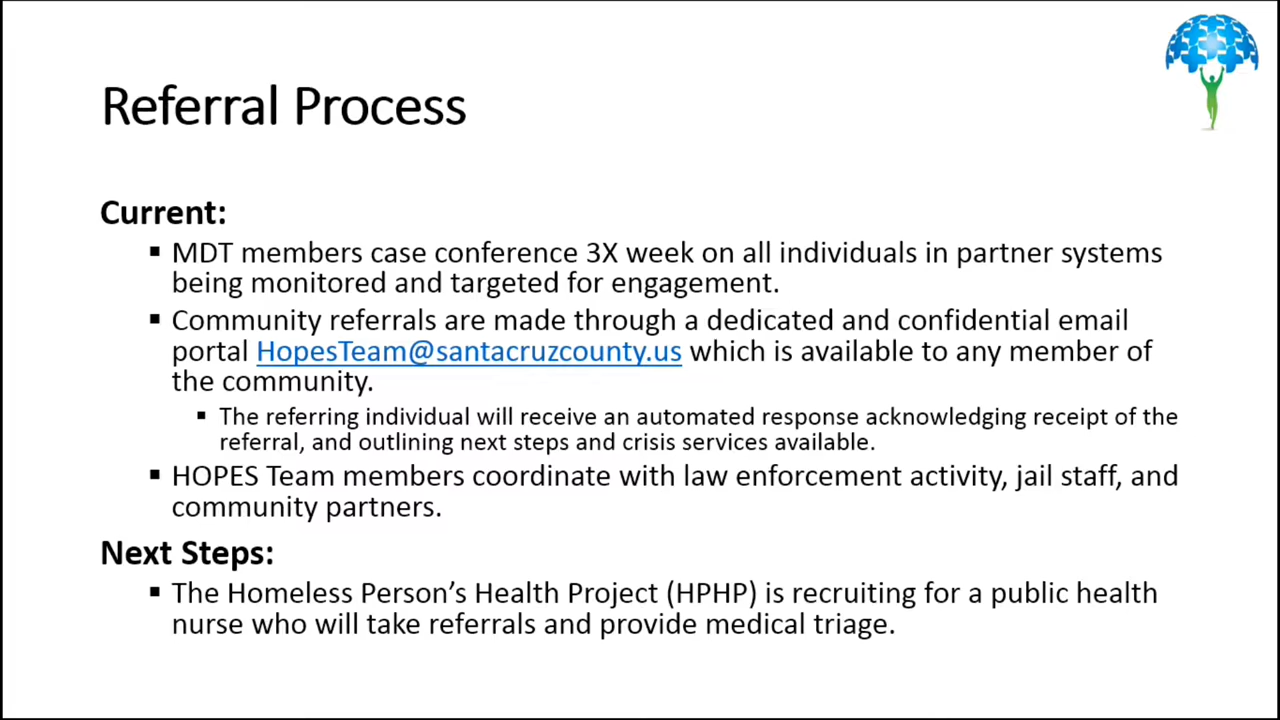 Referral Process
Current:
▪ MDT members case conference 3X week on all individuals in partner systems
being monitored and targeted for engagement.
▪ Community referrals are made through a dedicated and confidential email
portal HopesTeam@santacruzcounty.us which is available to any member of
the community.
▪ The referring individual will receive an automated response acknowledging receipt of the
referral, and outlining next steps and crisis services available.
▪ HOPES Team members coordinate with law enforcement activity, jail staff, and
community partners.
Next Steps:
▪ The Homeless Person’s Health Project (HPHP) is recruiting for a public health
nurse who will take referrals and provide medical triage.